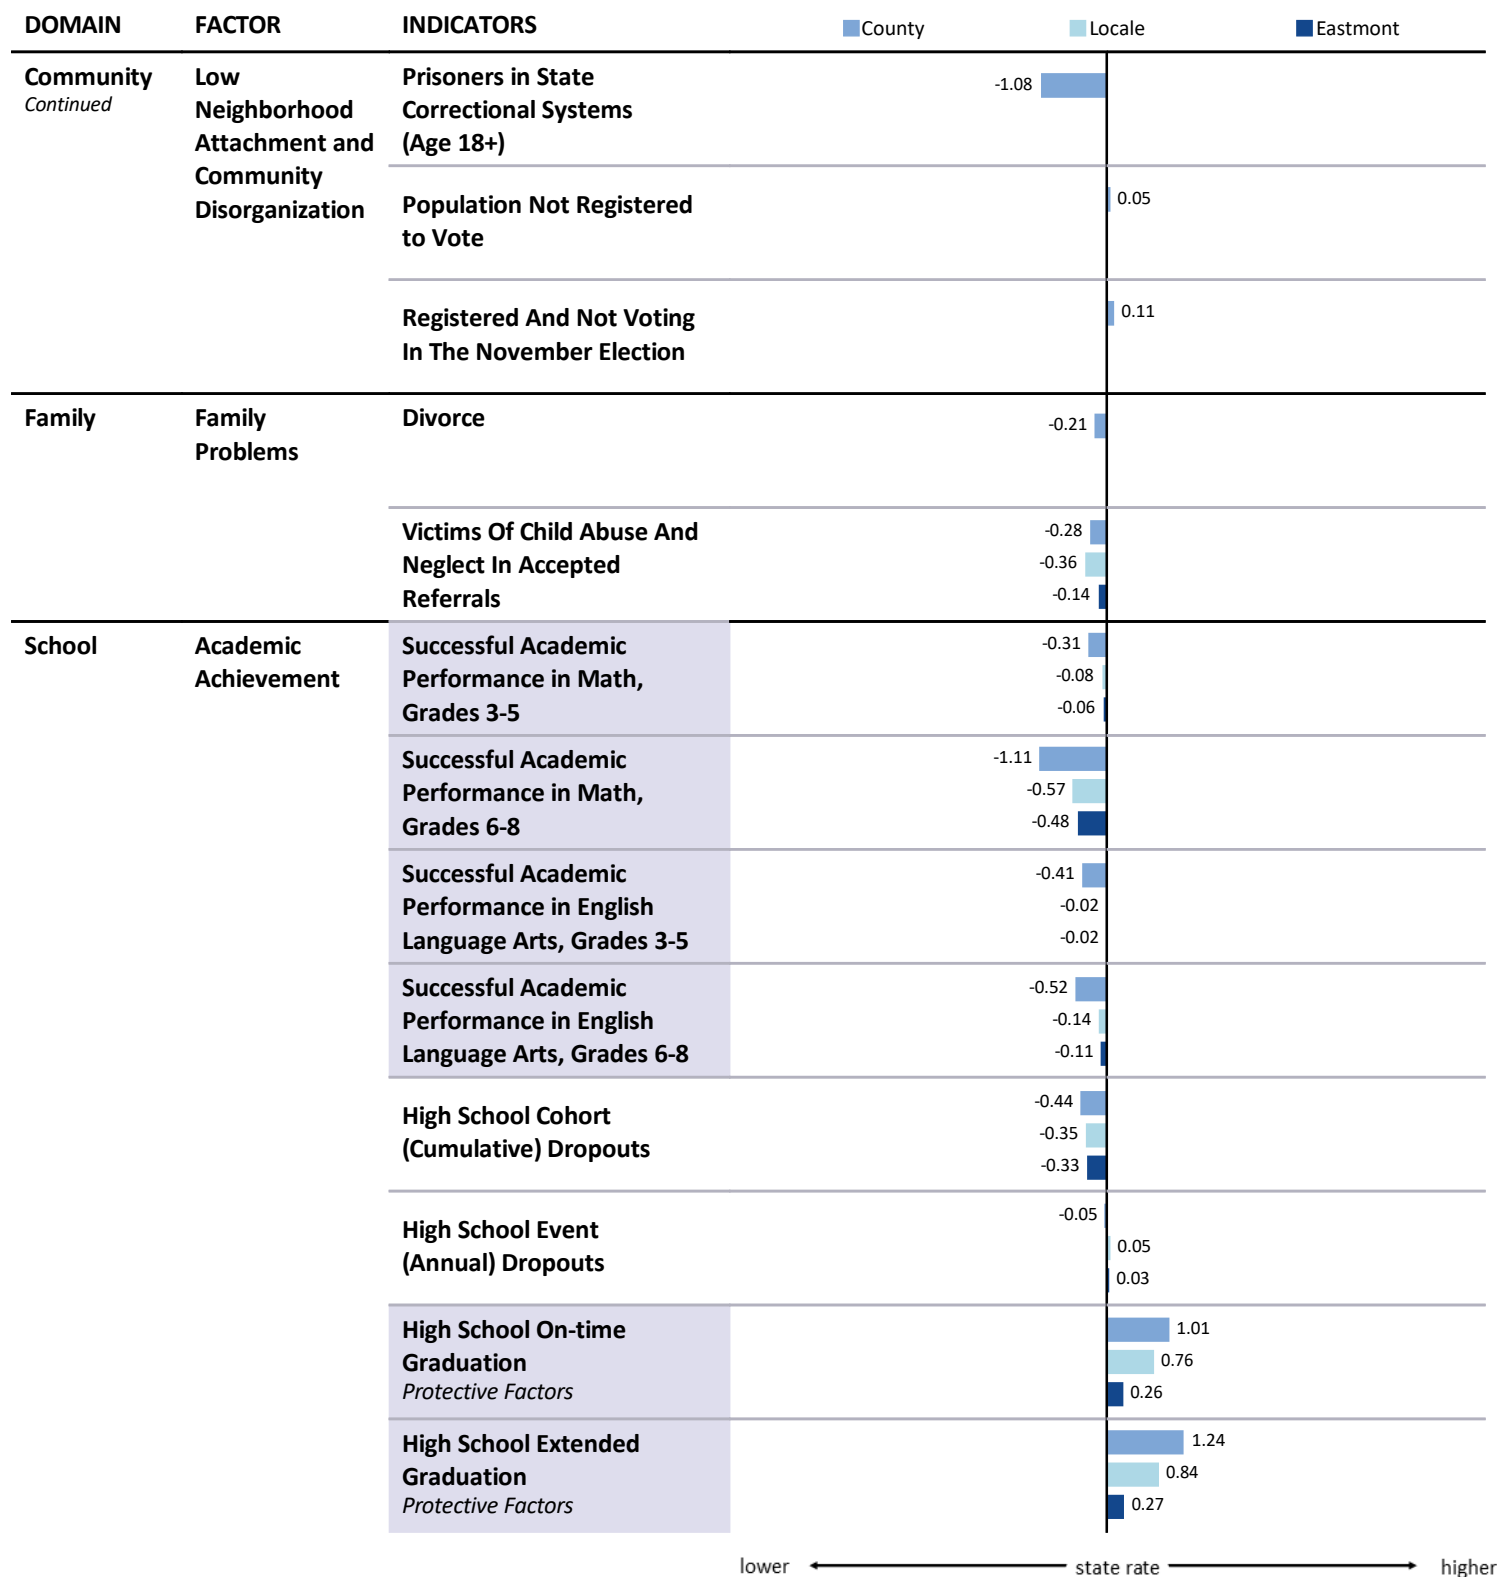 DOMAIN FACTOR INDICATORS County Locale Eastmont
Community Low Prisoners in State
Continued Neighborhood Correctional Systems
Attachment and (Age 18+)
Community
Disorganization
-1.08
Population Not Registered
to Vote
0.05
Registered And Not Voting
In The November Election
0.11
Family Family Divorce
Problems
-0.21
Victims Of Child Abuse And
Neglect In Accepted
Referrals
-0.28
-0.36
-0.14
School Academic Successful Academic
Achievement Performance in Math,
Grades 3-5
-0.31
-0.08
-0.06
Successful Academic
Performance in Math,
Grades 6-8
-1.11
-0.57
-0.48
Successful Academic
Performance in English
Language Arts, Grades 3-5
-0.41
-0.02
-0.02
Successful Academic
Performance in English
Language Arts, Grades 6-8
-0.52
-0.14
-0.11
High School Cohort
(Cumulative) Dropouts
-0.44
-0.35
-0.33
High School Event
(Annual) Dropouts
-0.05
0.05
0.03
High School On-time
Graduation
Protective Factors
1.01
0.76
0.26
High School Extended
Graduation
Protective Factors
1.24
0.84
0.27
lower state rate higher